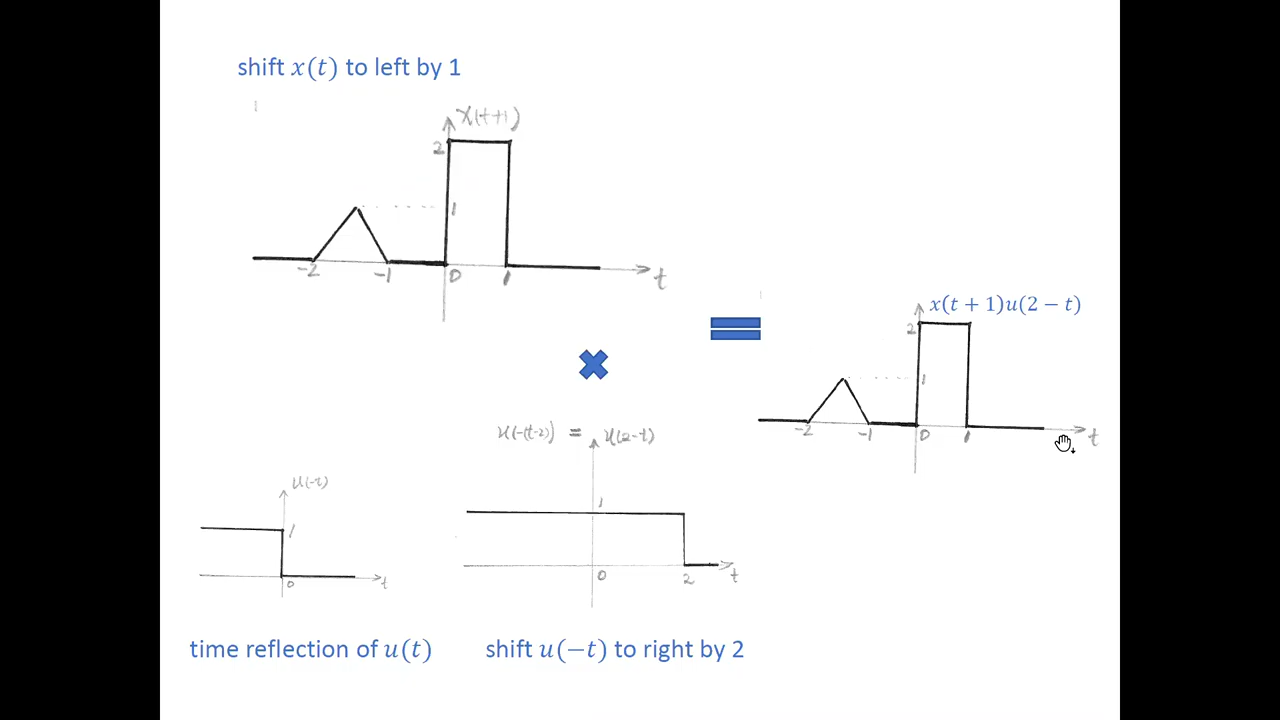 shift x(t) to left by 1
x(t+1)
2
1
-2 -1 0 1 t
x(t + 1)u(2 − t)
2
1
-2 -1 0 1 t
u(-(t-2)) = u(2-t)
1
0 2 t
u(-t)
1
0 t
time reflection of u(t)
shift u(−t) to right by 2